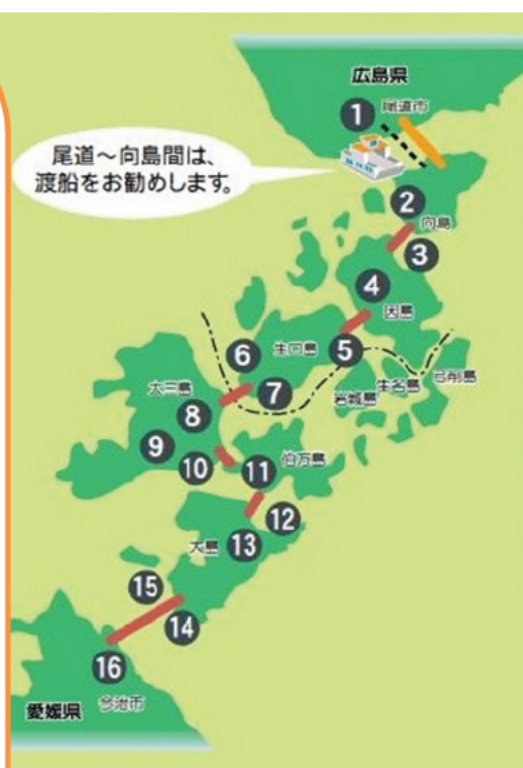 広島県
1
尾道市
尾道～向島間は、
渡船をお勧めします。
2
向島
3
4
因島
5
生口島
6
7
岩城島
生名島
弓削島
大三島
8
9
10
11
伯方島
12
大島
13
15
14
16
今治市
愛媛県